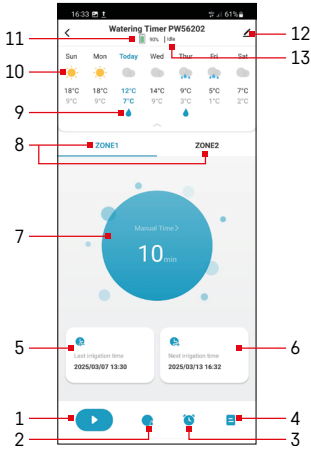 16:33 61%
Watering Timer PW56202
90% | Idle
Sun Mon Today Wed Thur Fri Sat
18°C 18°C 12°C 14°C 9°C 5°C 7°C
9°C 9°C 7°C 9°C 3°C 1°C 2°C
ZONE1 ZONE2
Manual Time >
10 min
Last irrigation time
2025/03/07 13:30
Next irrigation time
2025/03/13 16:32
11
12
13
10
9
8
7
5
6
1
2
3
4